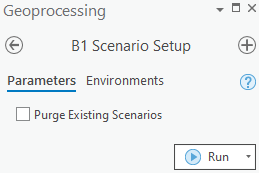 Geoprocessing
B1 Scenario Setup
Parameters Environments
Purge Existing Scenarios
Run